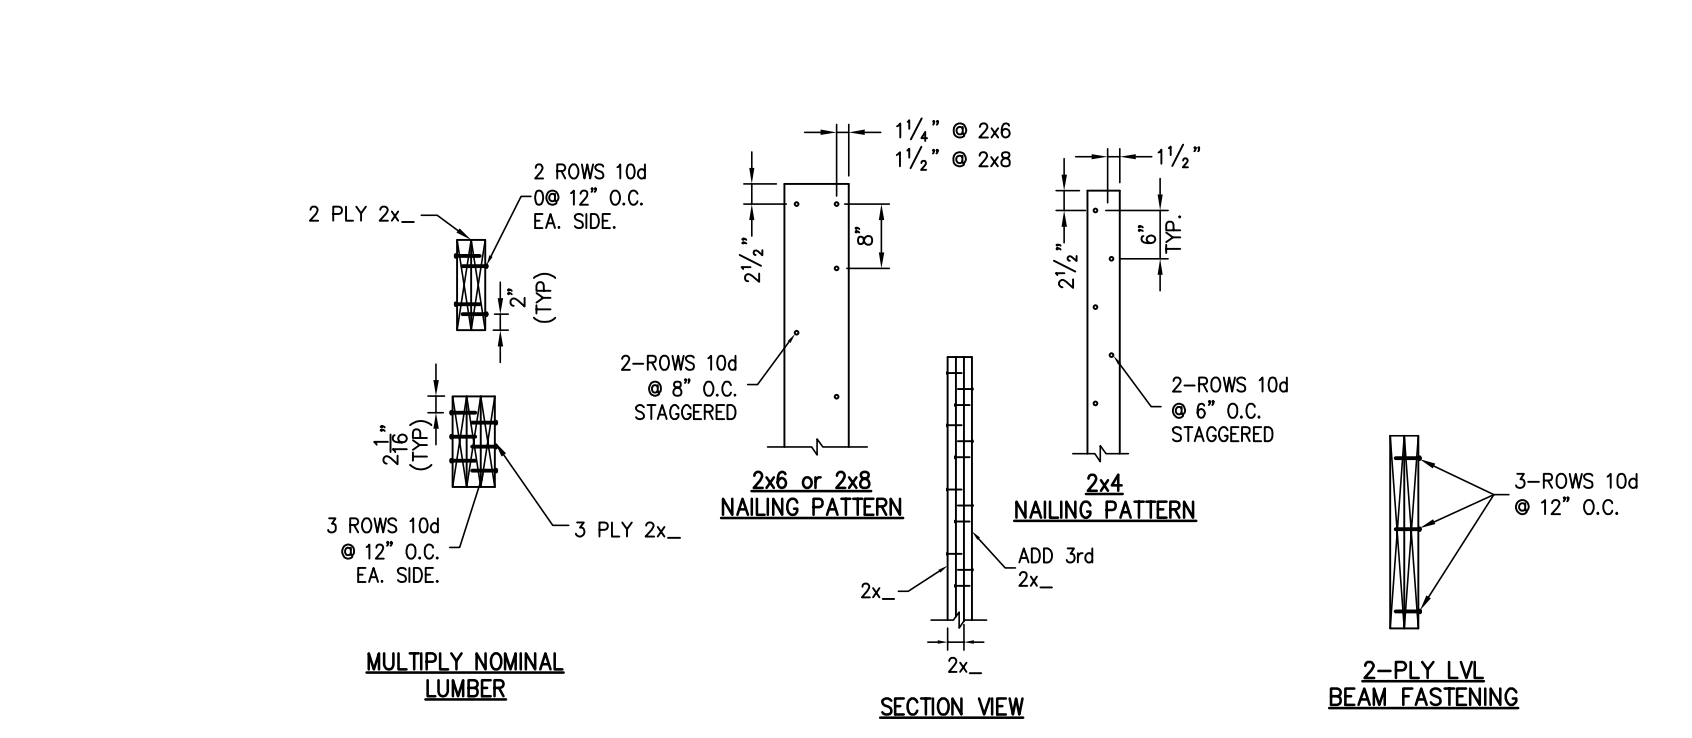 2 PLY 2x_
2 ROWS 10d
0@ 12" O.C.
EA. SIDE.
2"
(TYP)
2 1/16"
(TYP)
3 ROWS 10d
@ 12" O.C.
EA. SIDE.
3 PLY 2x_
MULTIPLY NOMINAL
LUMBER
1 1/4" @ 2x6
1 1/2" @ 2x8
2 1/2"
8"
2-ROWS 10d
@ 8" O.C.
STAGGERED
2x6 or 2x8
NAILING PATTERN
2x_
ADD 3rd
2x_
2x_
SECTION VIEW
1 1/2"
2 1/2"
6"
TYP.
2-ROWS 10d
@ 6" O.C.
STAGGERED
2x4
NAILING PATTERN
3-ROWS 10d
@ 12" O.C.
2-PLY LVL
BEAM FASTENING